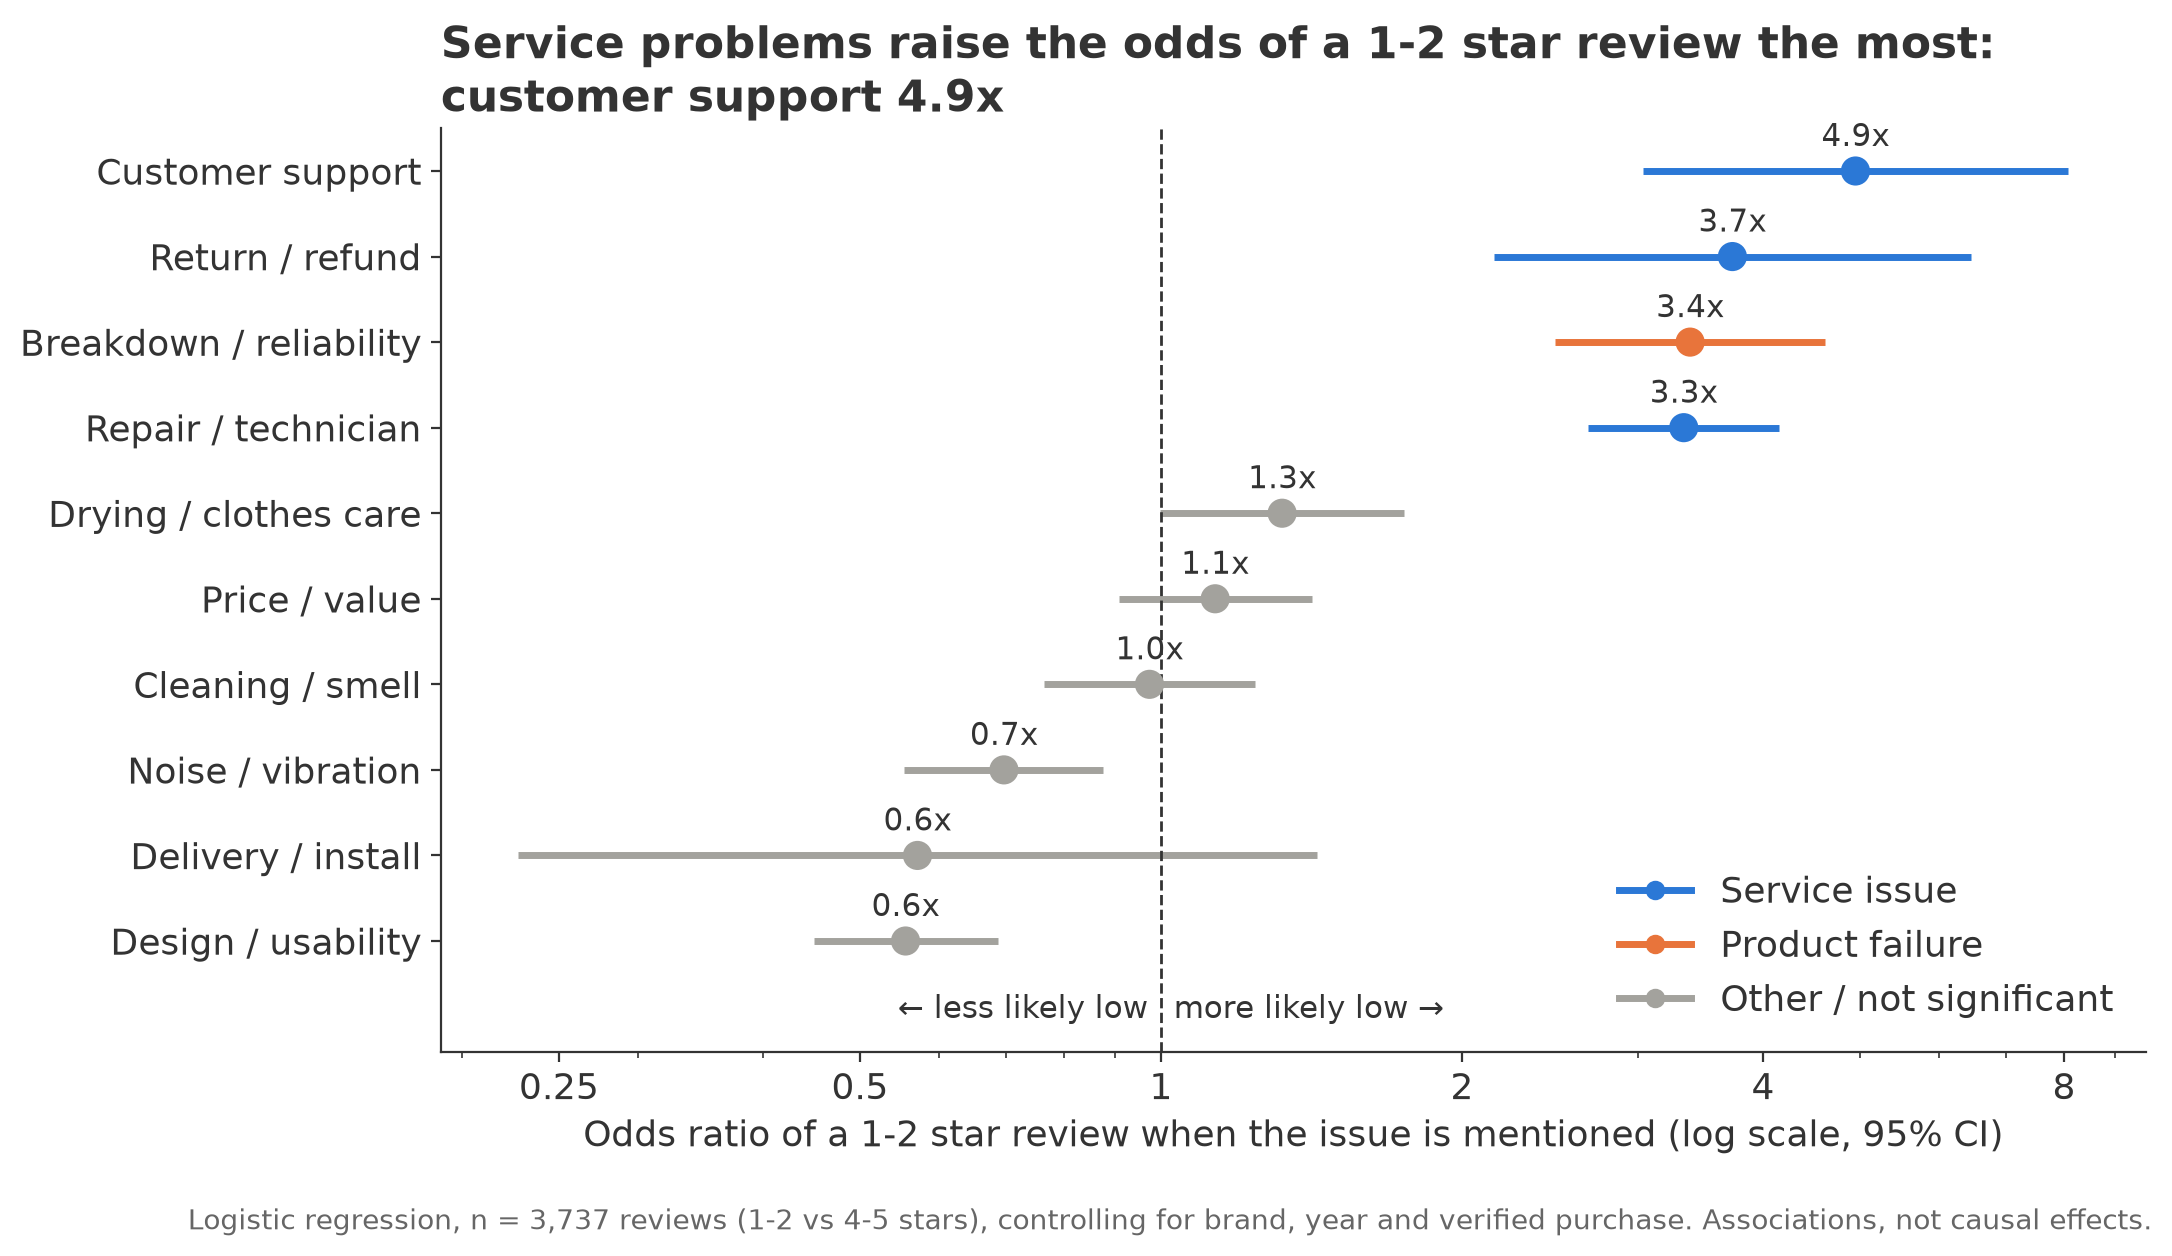 Service problems raise the odds of a 1-2 star review the most:
customer support 4.9x
Customer support
4.9x
Return / refund
3.7x
Breakdown / reliability
3.4x
Repair / technician
3.3x
Drying / clothes care
1.3x
Price / value
1.1x
Cleaning / smell
1.0x
Noise / vibration
0.7x
Delivery / install
0.6x
Design / usability
0.6x
← less likely low
more likely low →
Service issue
Product failure
Other / not significant
0.25
0.5
1
2
4
8
Odds ratio of a 1-2 star review when the issue is mentioned (log scale, 95% CI)
Logistic regression, n = 3,737 reviews (1-2 vs 4-5 stars), controlling for brand, year and verified purchase. Associations, not causal effects.